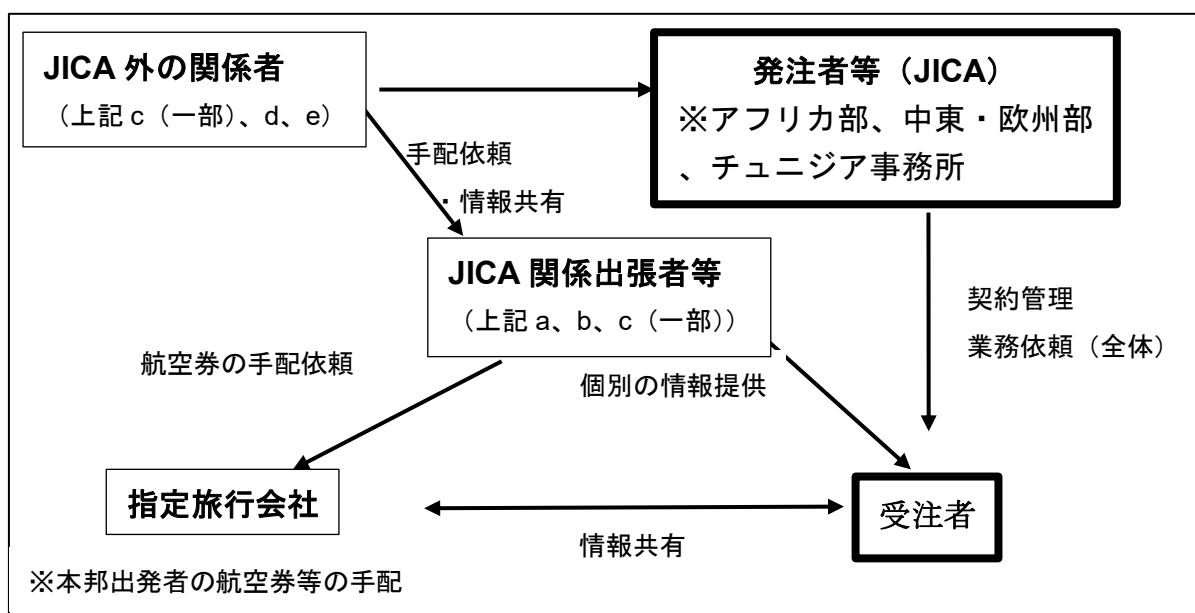 JICA 外の関係者
（上記 c（一部）、d、e）
発注者等（JICA）
※アフリカ部、中東・欧州部
、チュニジア事務所
手配依頼
・情報共有
JICA 関係出張者等
（上記 a、b、c（一部））
契約管理
業務依頼（全体）
航空券の手配依頼
個別の情報提供
指定旅行会社
受注者
情報共有
※本邦出発者の航空券等の手配